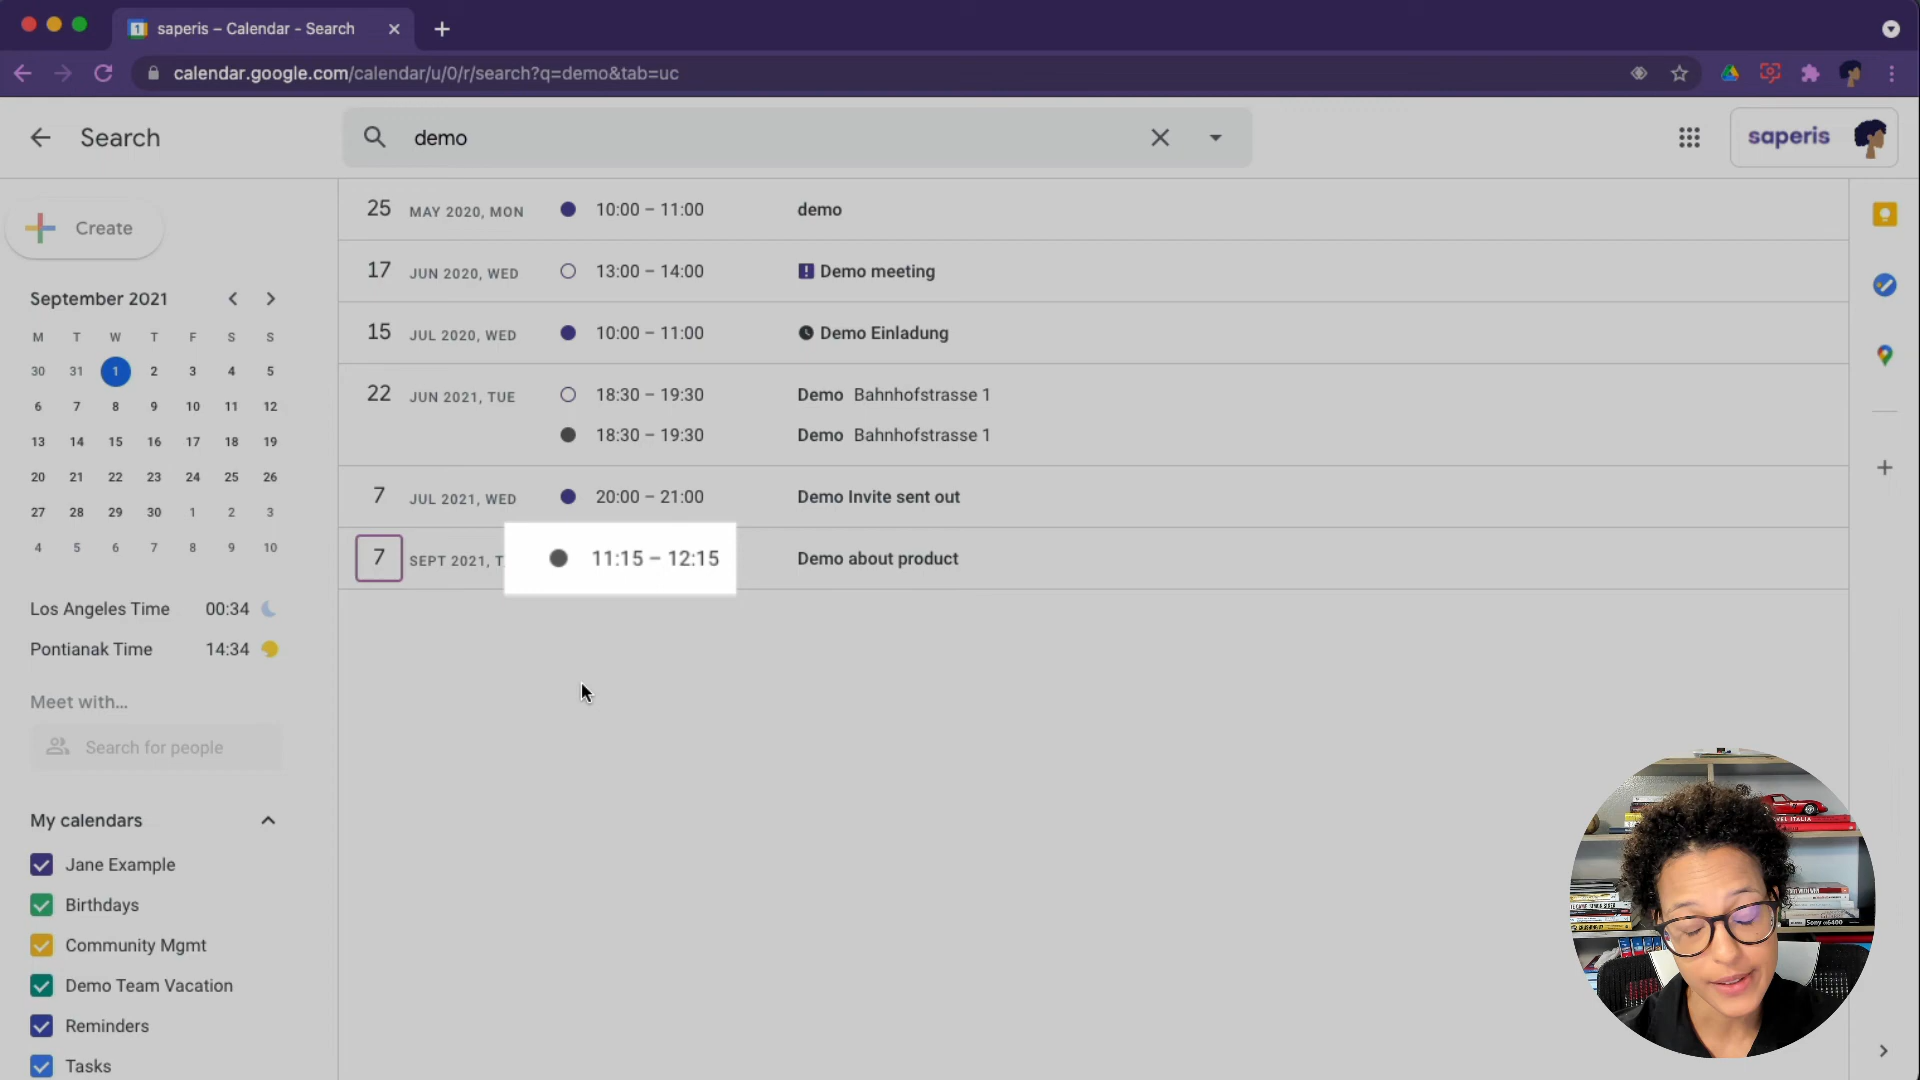 saperis – Calendar - Search
calendar.google.com/calendar/u/0/r/search?q=demo&tab=uc
Search
demo
saperis
Create
September 2021
M T W T F S S
30 31 1 2 3 4 5
6 7 8 9 10 11 12
13 14 15 16 17 18 19
20 21 22 23 24 25 26
27 28 29 30 1 2 3
4 5 6 7 8 9 10
Los Angeles Time 00:34
Pontianak Time 14:34
Meet with...
Search for people
My calendars
Jane Example
Birthdays
Community Mgmt
Demo Team Vacation
Reminders
Tasks
25 MAY 2020, MON 10:00 – 11:00 demo
17 JUN 2020, WED 13:00 – 14:00 Demo meeting
15 JUL 2020, WED 10:00 – 11:00 Demo Einladung
22 JUN 2021, TUE 18:30 – 19:30 Demo Bahnhofstrasse 1
18:30 – 19:30 Demo Bahnhofstrasse 1
7 JUL 2021, WED 20:00 – 21:00 Demo Invite sent out
7 SEPT 2021, T 11:15 – 12:15 Demo about product
Sony α6400